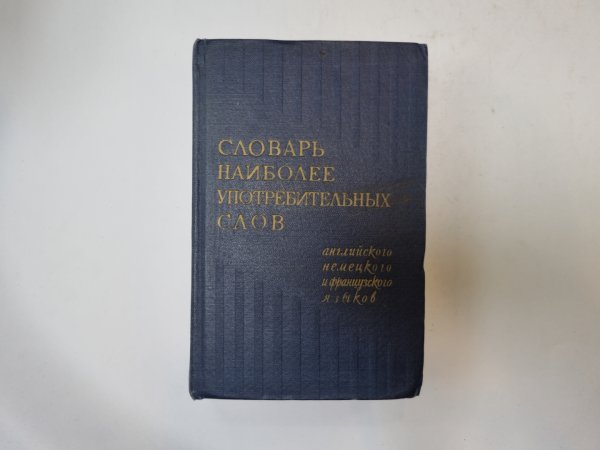 СЛОВАРЬ
НАИБОЛЕЕ
УПОТРЕБИТЕЛЬНЫХ
СЛОВ
английского
немецкого
и французского
языков